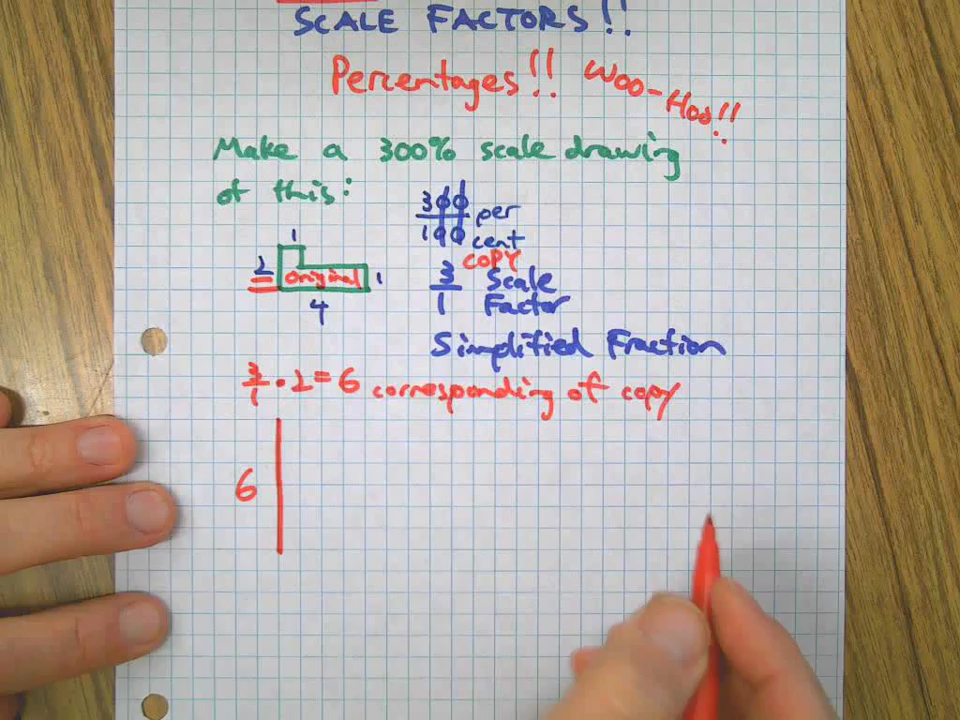 SCALE FACTORS!!
Percentages!! Woo-Hoo!!
Make a 300% scale drawing
of this:
300 per
100 cent
1
2 original 1
4
COPY
3 Scale
1 Factor
Simplified Fraction
3/1 · 2 = 6 corresponding of copy
6